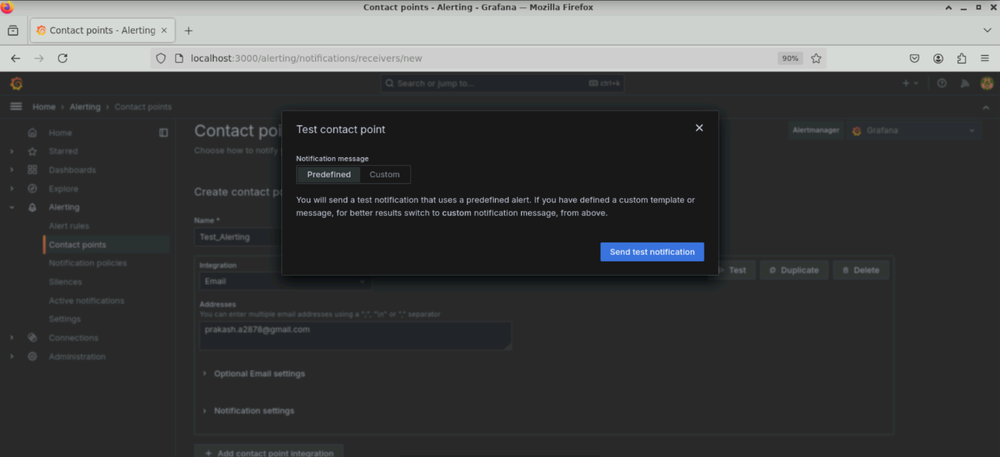 Contact points - Alerting - Grafana — Mozilla Firefox
Contact points - Alerting
localhost:3000/alerting/notifications/receivers/new
90%
Search or jump to...
ctrl+k
Home
Alerting
Contact points
Home
Starred
Dashboards
Explore
Alerting
Alert rules
Contact points
Notification policies
Silences
Active notifications
Settings
Connections
Administration
Contact poi
Choose how to notify
Alertmanager
Grafana
Create contact po
Name *
Test_Alerting
Test contact point
Notification message
Predefined
Custom
You will send a test notification that uses a predefined alert. If you have defined a custom template or
message, for better results switch to custom notification message, from above.
Send test notification
Integration
Email
Test
Duplicate
Delete
Addresses
You can enter multiple email addresses using a ";", "\n" or "," separator
prakash.a2878@gmail.com
Optional Email settings
Notification settings
Add contact point integration